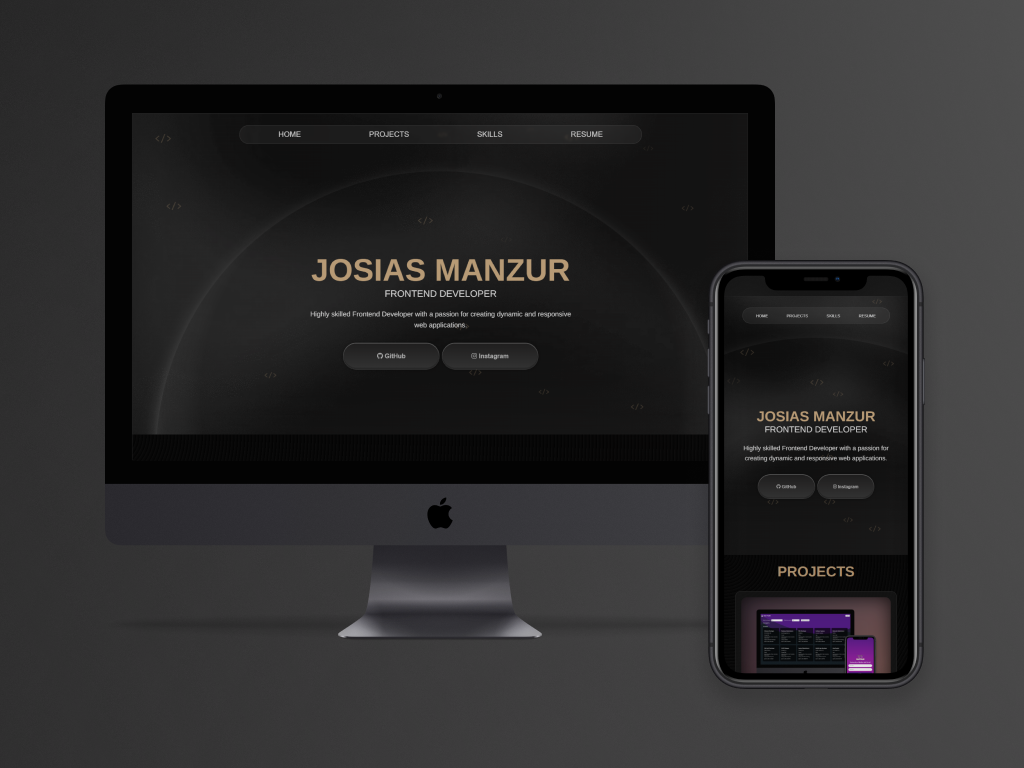 HOME PROJECTS SKILLS RESUME
</>
</>
</>
</>
JOSIAS MANZUR
FRONTEND DEVELOPER
Highly skilled Frontend Developer with a passion for creating dynamic and responsive
web applications.
GitHub Instagram
</>
</>
</>
</>
HOME PROJECTS SKILLS RESUME
</>
</>
</>
</>
JOSIAS MANZUR
FRONTEND DEVELOPER
Highly skilled Frontend Developer with a passion for
creating dynamic and responsive web applications.
GitHub Instagram
</>
</>
</>
</>
PROJECTS